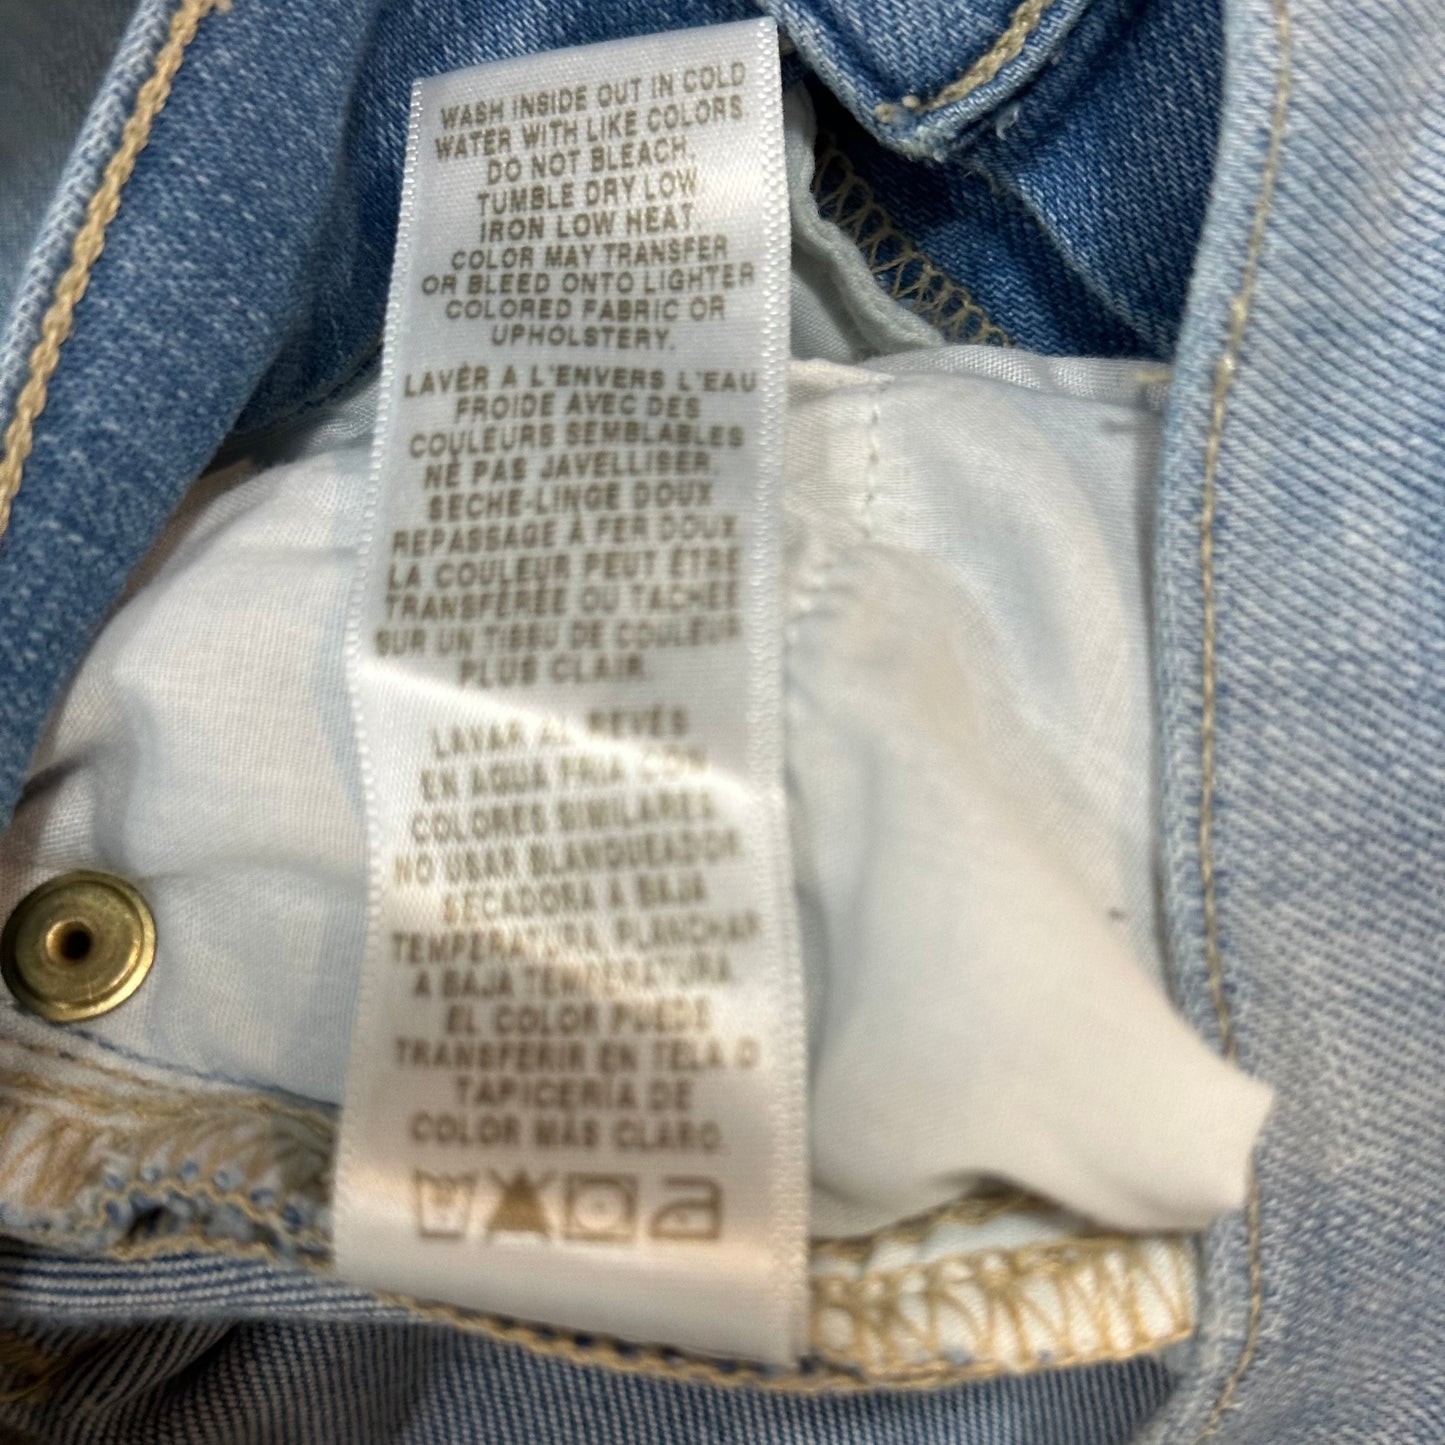 WASH INSIDE OUT IN COLD
WATER WITH LIKE COLORS.
DO NOT BLEACH.
TUMBLE DRY LOW.
IRON LOW HEAT.
COLOR MAY TRANSFER
OR BLEED ONTO LIGHTER
COLORED FABRIC OR
UPHOLSTERY.
LAVÉR A L'ENVERS L'EAU
FROIDE AVEC DES
COULEURS SEMBLABLES
NE PAS JAVELLISER.
SÈCHE-LINGE DOUX
REPASSAGE À FER DOUX
LA COULEUR PEUT ÊTRE
TRANSFÉRÉE OU TACHÉE
SUR UN TISSU DE COULEUR
PLUS CLAIR.
LAVAR AL REVÉS
EN AGUA FRIA CON
COLORES SIMILARES.
NO USAR BLANQUEADOR.
SECADORA A BAJA
TEMPERATURA, PLANCHAR
A BAJA TEMPERATURA.
EL COLOR PUEDE
TRANSFERIR EN TELA O
TAPICERÍA DE
COLOR MÁS CLARO.